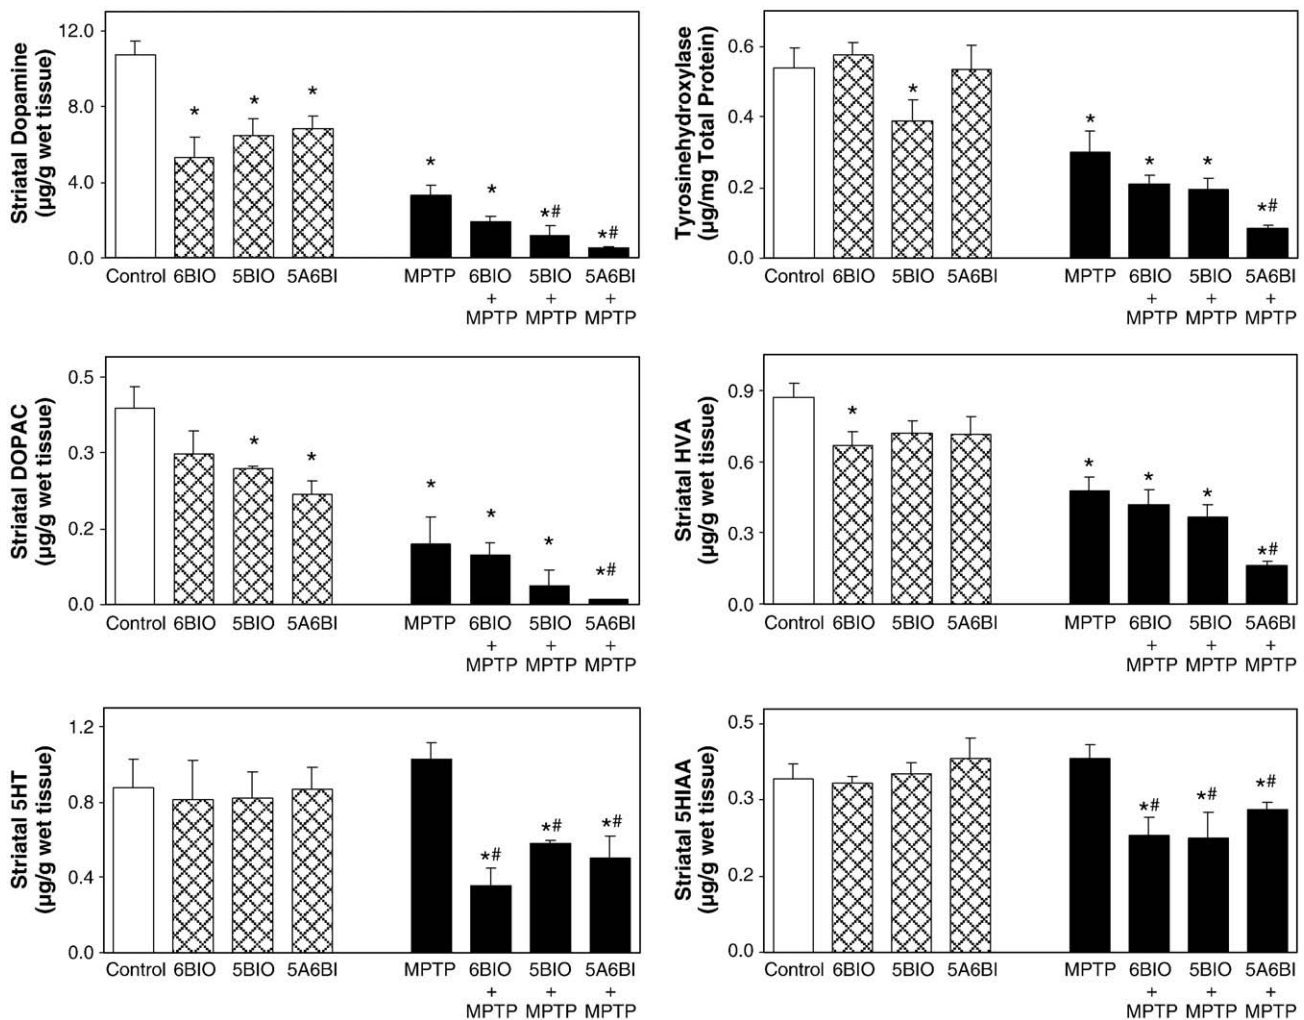 Striatal Dopamine
(µg/g wet tissue)
12.0
8.0
4.0
0.0
*
*
*
*
*
*#
*#
Control 6BIO 5BIO 5A6BI MPTP 6BIO 5BIO 5A6BI
+ + +
MPTP MPTP MPTP
Tyrosinehydroxylase
(µg/mg Total Protein)
0.6
0.4
0.2
0.0
*
*
*
*
*#
Control 6BIO 5BIO 5A6BI MPTP 6BIO 5BIO 5A6BI
+ + +
MPTP MPTP MPTP
Striatal DOPAC
(µg/g wet tissue)
0.5
0.3
0.2
0.0
*
*
*
*
*
*#
Control 6BIO 5BIO 5A6BI MPTP 6BIO 5BIO 5A6BI
+ + +
MPTP MPTP MPTP
Striatal HVA
(µg/g wet tissue)
0.9
0.6
0.3
0.0
*
*
*
*
*#
Control 6BIO 5BIO 5A6BI MPTP 6BIO 5BIO 5A6BI
+ + +
MPTP MPTP MPTP
Striatal 5HT
(µg/g wet tissue)
1.2
0.8
0.4
0.0
*#
*#
*#
Control 6BIO 5BIO 5A6BI MPTP 6BIO 5BIO 5A6BI
+ + +
MPTP MPTP MPTP
Striatal 5HIAA
(µg/g wet tissue)
0.5
0.3
0.2
0.0
*#
*#
*#
Control 6BIO 5BIO 5A6BI MPTP 6BIO 5BIO 5A6BI
+ + +
MPTP MPTP MPTP